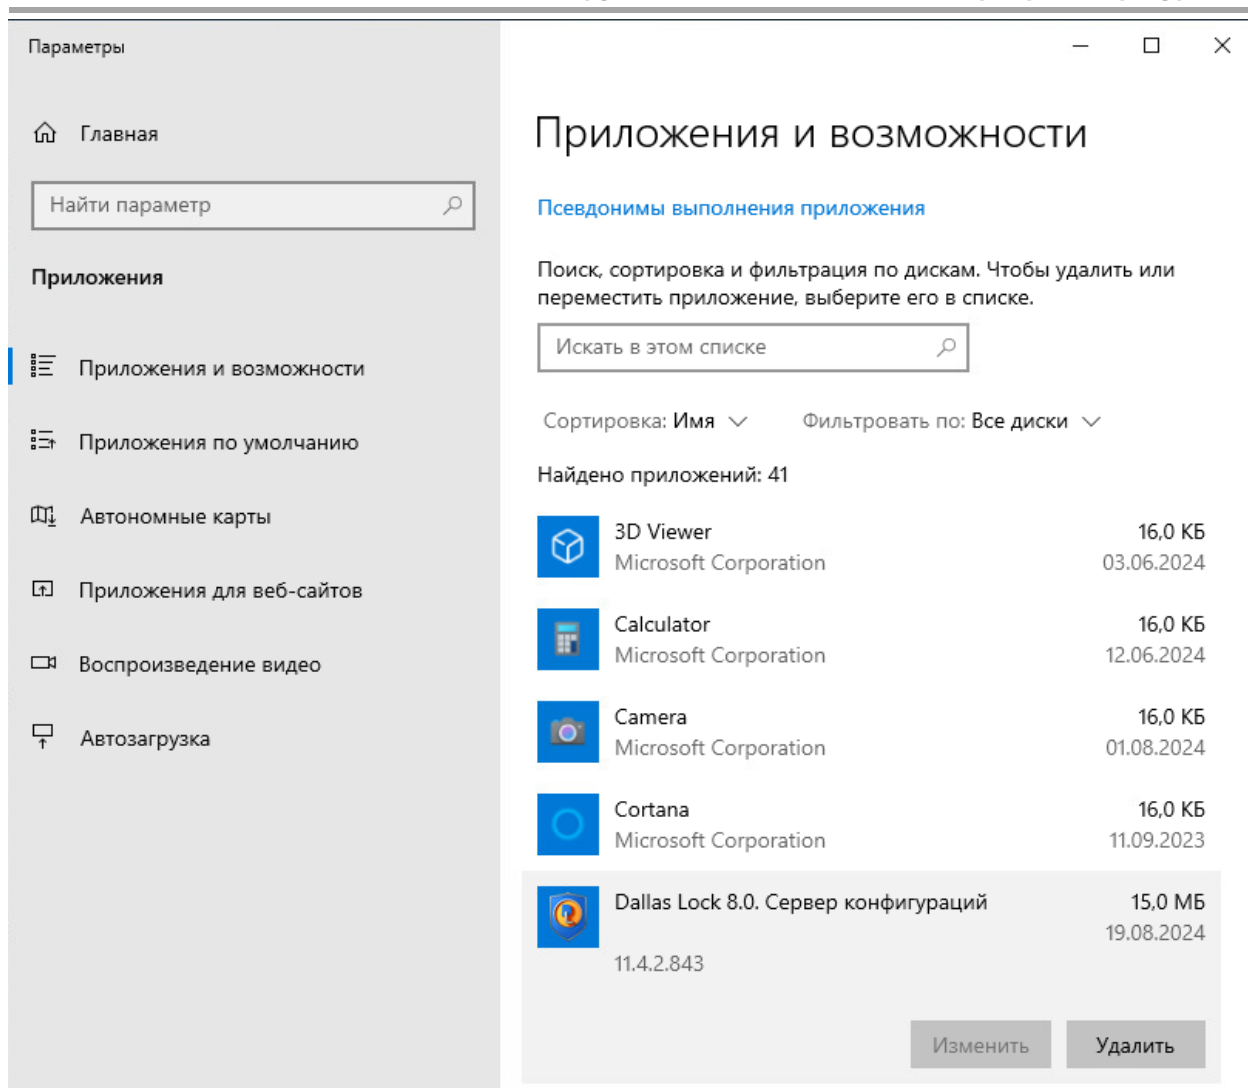 Параметры
Главная
Найти параметр
Приложения
Приложения и возможности
Приложения по умолчанию
Автономные карты
Приложения для веб-сайтов
Воспроизведение видео
Автозагрузка
Приложения и возможности
Псевдонимы выполнения приложения
Поиск, сортировка и фильтрация по дискам. Чтобы удалить или
переместить приложение, выберите его в списке.
Искать в этом списке
Сортировка: Имя Фильтровать по: Все диски
Найдено приложений: 41
3D Viewer 16,0 КБ
Microsoft Corporation 03.06.2024
Calculator 16,0 КБ
Microsoft Corporation 12.06.2024
Camera 16,0 КБ
Microsoft Corporation 01.08.2024
Cortana 16,0 КБ
Microsoft Corporation 11.09.2023
Dallas Lock 8.0. Сервер конфигураций 15,0 МБ
19.08.2024
11.4.2.843
Изменить Удалить